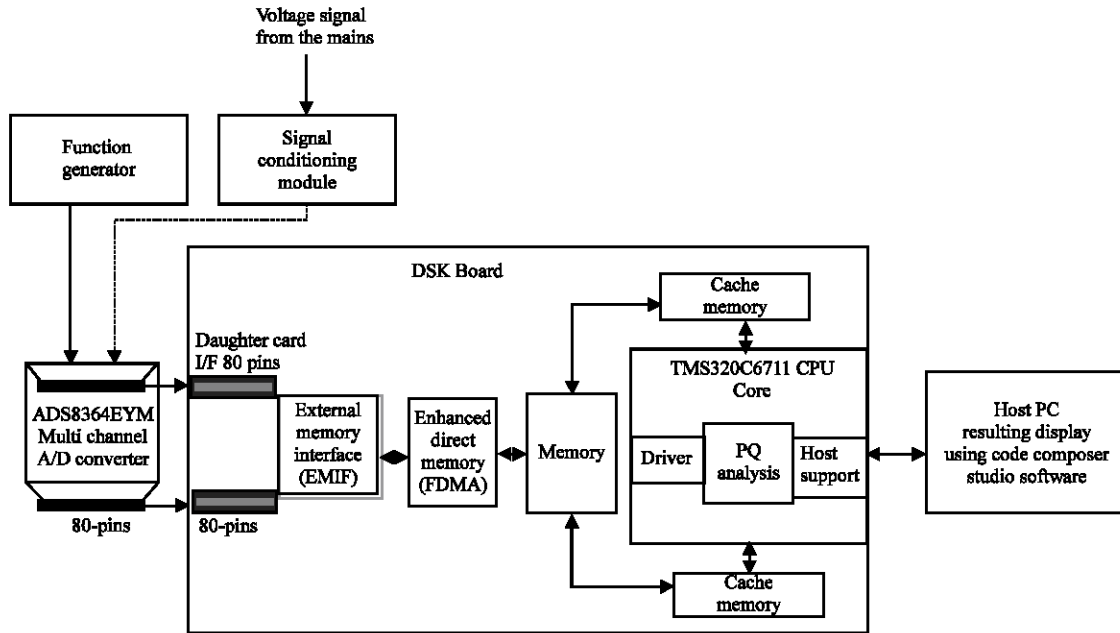 Voltage signal
from the mains
Function
generator
Signal
conditioning
module
DSK Board
Cache
memory
Daughter card
I/F 80 pins
TMS320C6711 CPU
Core
ADS8364EYM
Multi channel
A/D converter
External
memory
interface
(EMIF)
Enhanced
direct
memory
(FDMA)
Memory
Driver
PQ
analysis
Host
support
Host PC
resulting display
using code composer
studio software
80-pins
80-pins
Cache
memory